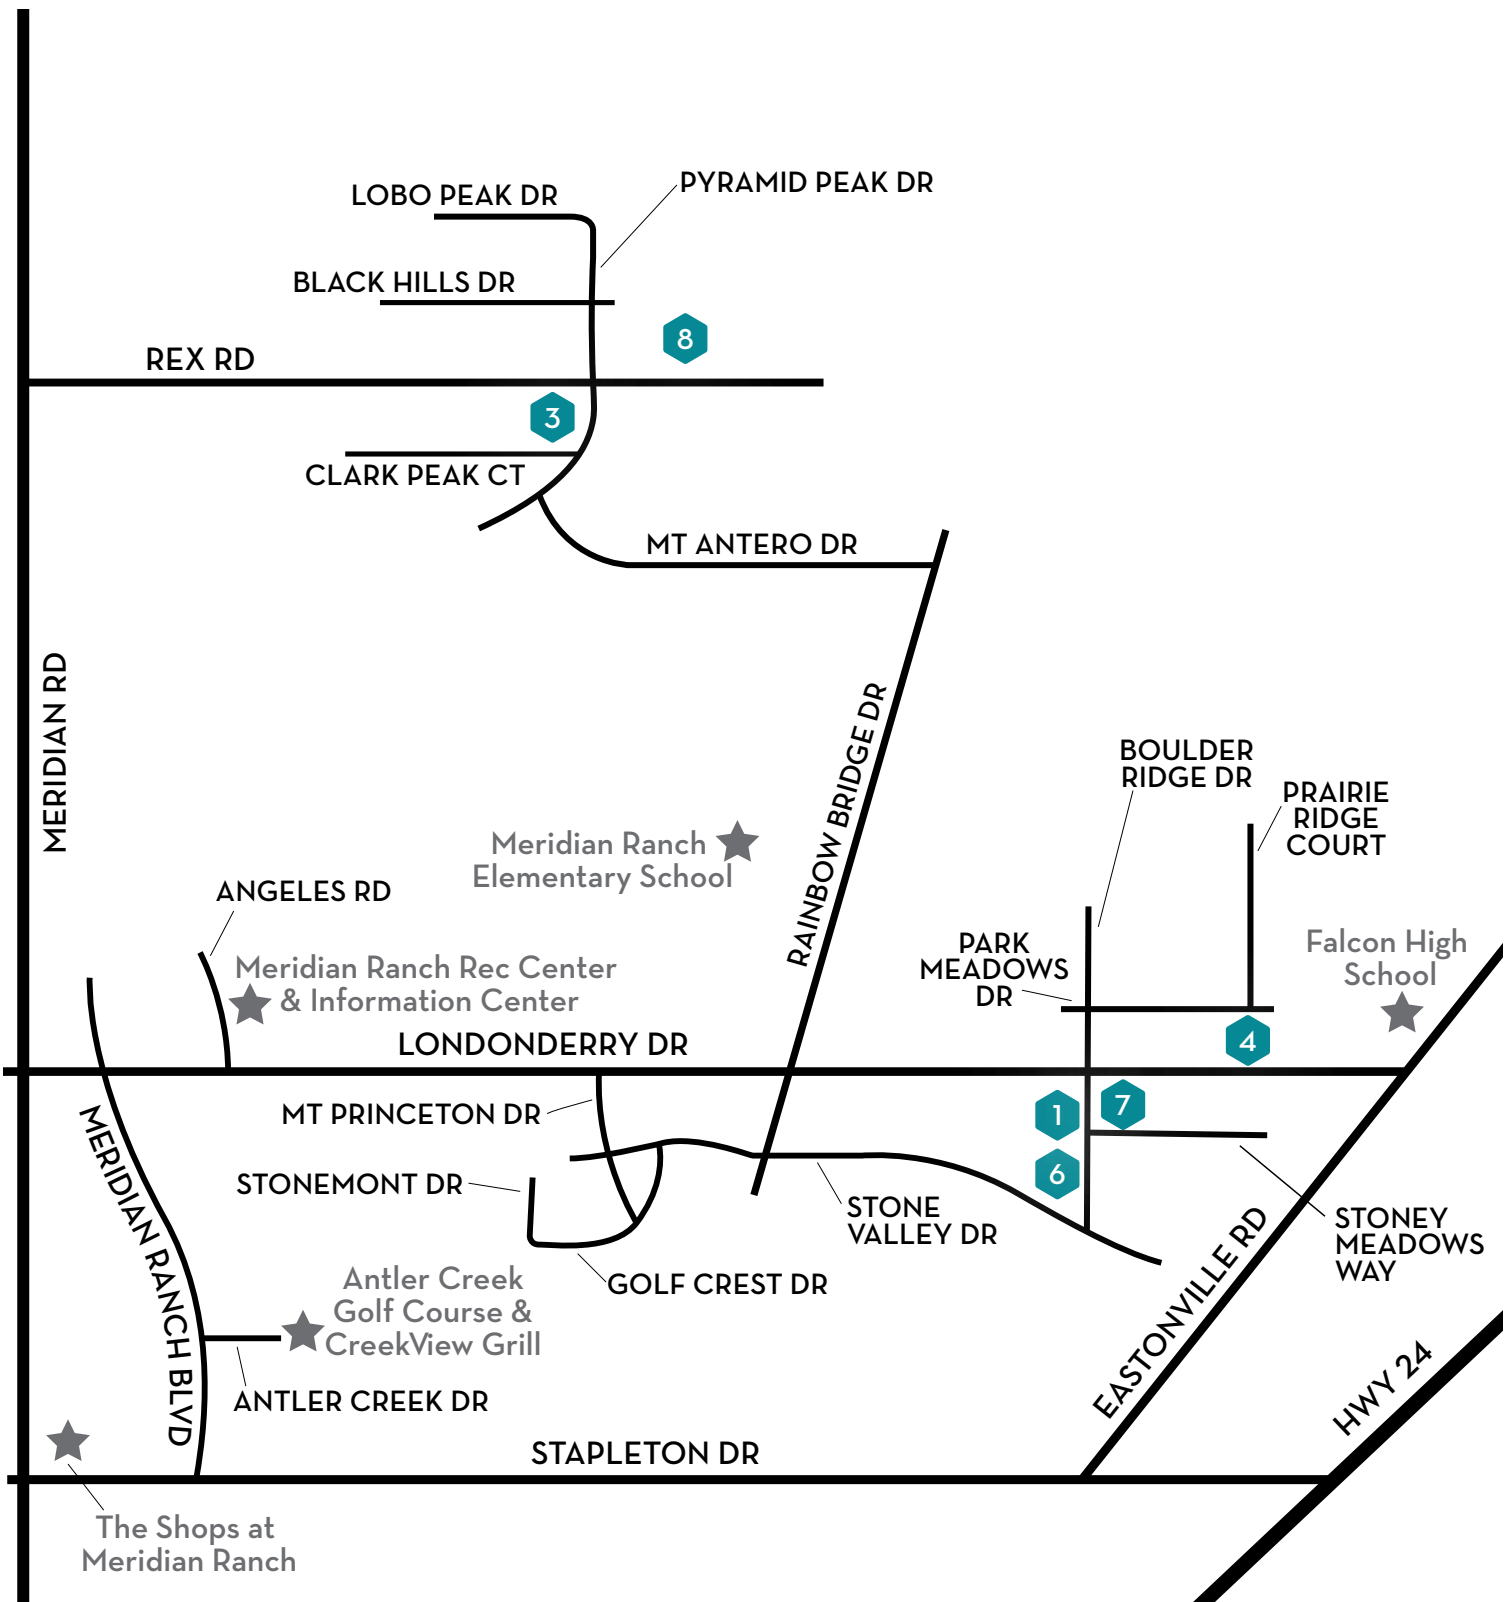 PYRAMID PEAK DR
LOBO PEAK DR
BLACK HILLS DR
8
REX RD
3
CLARK PEAK CT
MT ANTERO DR
MERIDIAN RD
RAINBOW BRIDGE DR
BOULDER
RIDGE DR
PRAIRIE
RIDGE
COURT
Meridian Ranch
Elementary School
ANGELES RD
PARK
MEADOWS
DR
Falcon High
School
Meridian Ranch Rec Center
& Information Center
LONDONDERRY DR
4
MT PRINCETON DR
1
7
6
MERIDIAN RANCH BLVD
STONEMONT DR
STONE
VALLEY DR
STONEY
MEADOWS
WAY
GOLF CREST DR
EASTONVILLE RD
Antler Creek
Golf Course &
CreekView Grill
ANTLER CREEK DR
HWY 24
STAPLETON DR
The Shops at
Meridian Ranch